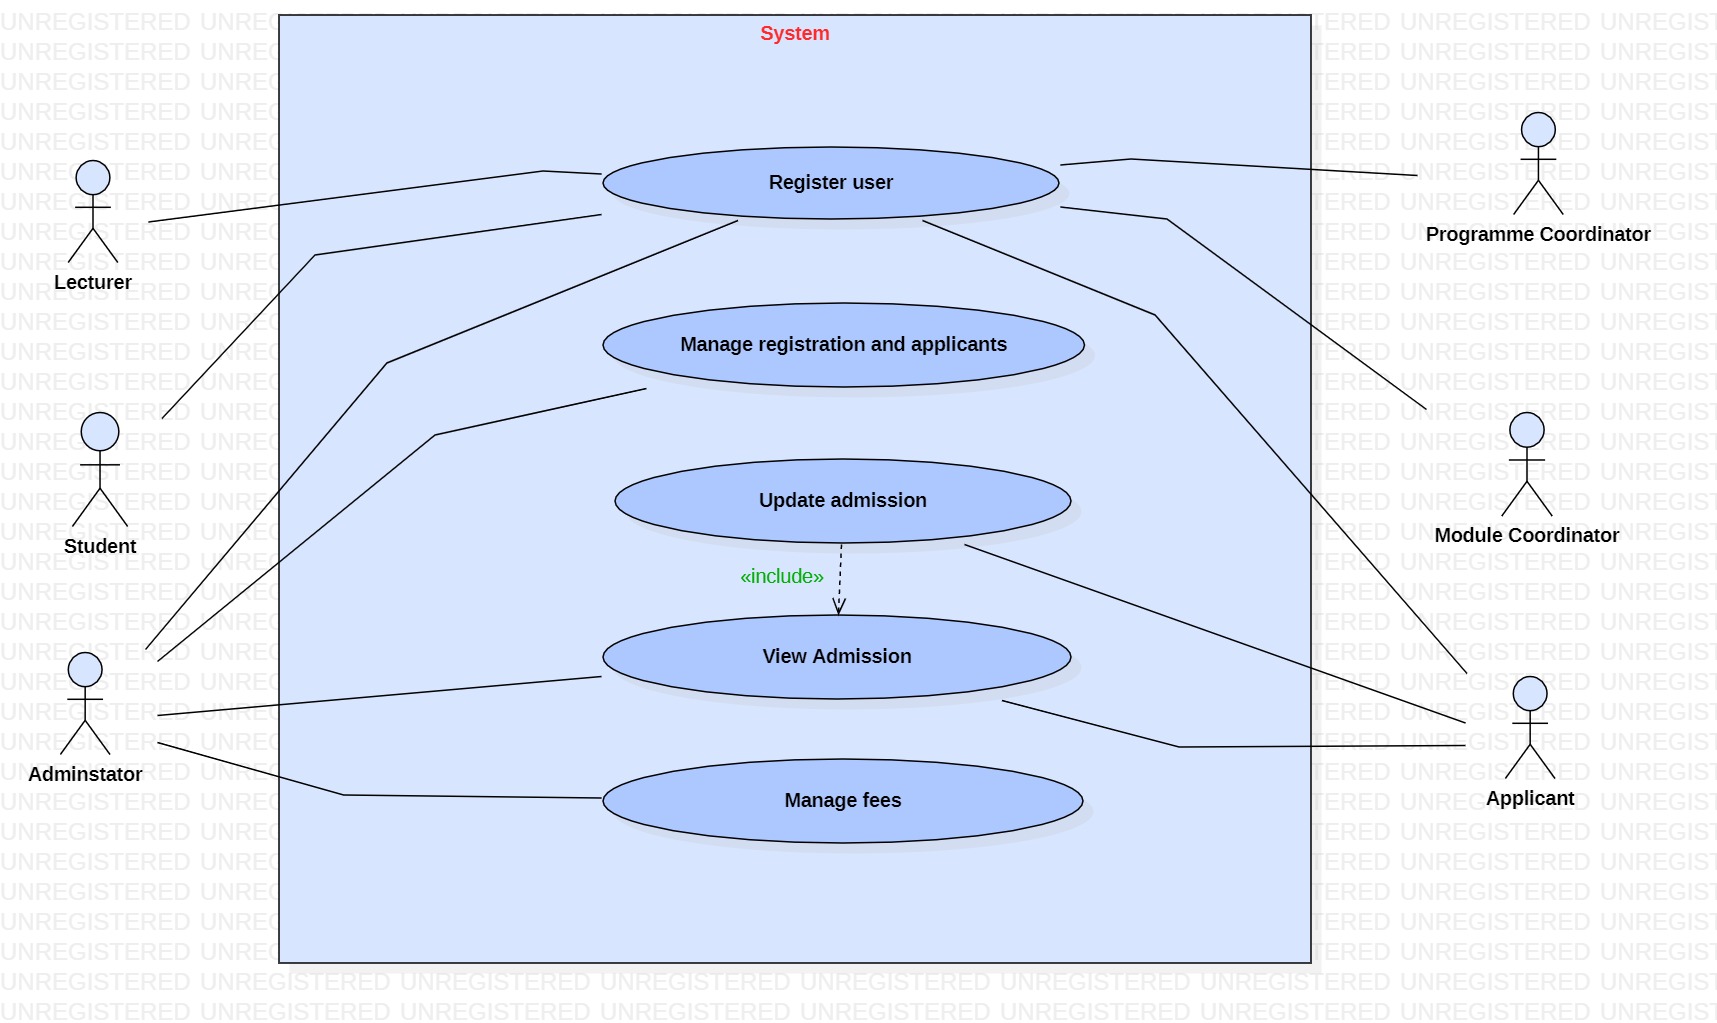 System
Register user
Lecturer
Programme Coordinator
Manage registration and applicants
Student
Update admission
Module Coordinator
«include»
View Admission
Adminstator
Manage fees
Applicant
UNREGISTERED UNREGISTERED UNREGISTERED UNREGISTERED UNREGISTERED UNREGISTERED UNREGISTERED UNREGISTERED UNREGIST